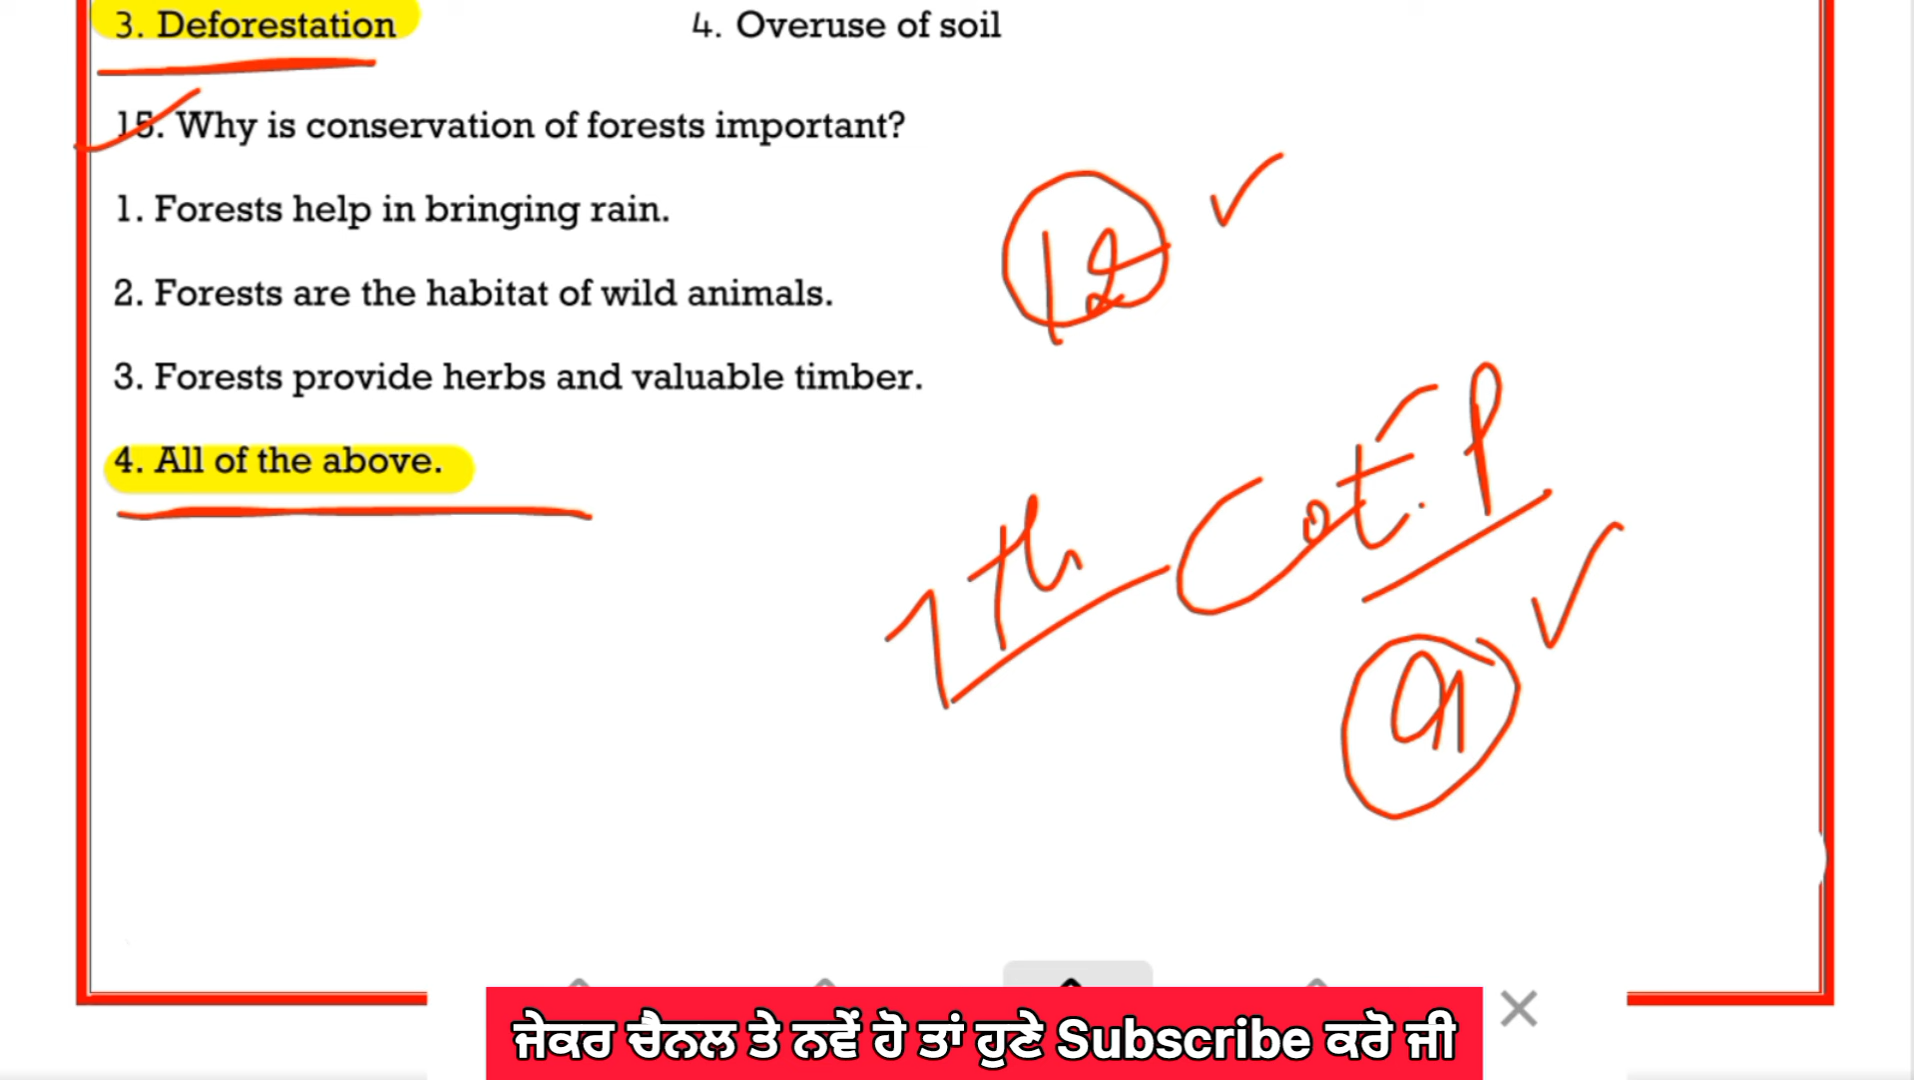 3. Deforestation 4. Overuse of soil
15. Why is conservation of forests important?
1. Forests help in bringing rain.
12
2. Forests are the habitat of wild animals.
3. Forests provide herbs and valuable timber.
4. All of the above.
7th
ਜੇਕਰ ਚੈਨਲ ਤੇ ਨਵੇਂ ਹੋ ਤਾਂ ਹੁਣੇ Subscribe ਕਰੋ ਜੀ